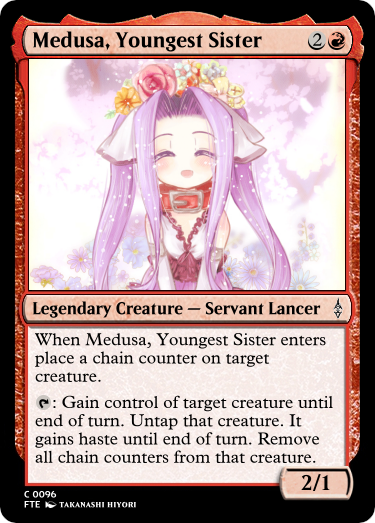 Medusa, Youngest Sister 2
Legendary Creature — Servant Lancer
When Medusa, Youngest Sister enters
place a chain counter on target
creature.
: Gain control of target creature until
end of turn. Untap that creature. It
gains haste until end of turn. Remove
all chain counters from that creature.
2/1
C 0096
FTE TAKANASHI HIYORI